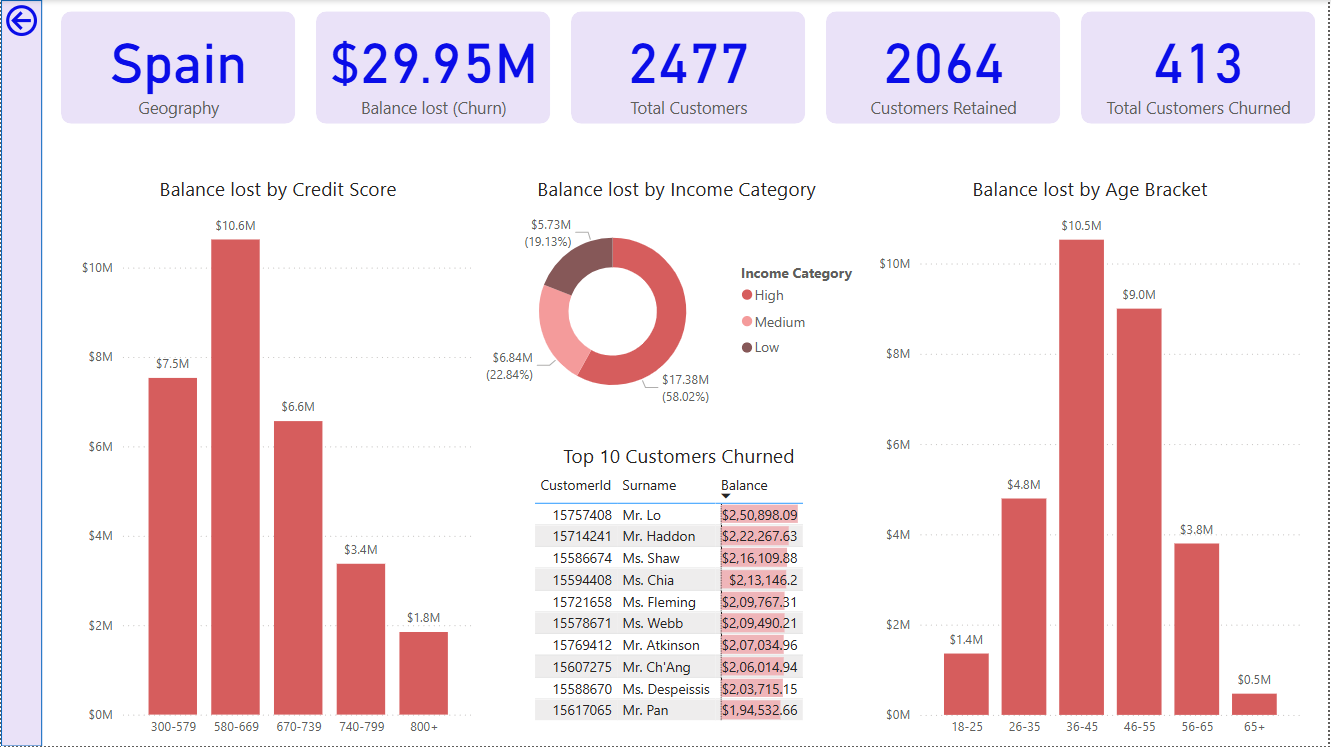 Spain
Geography
$29.95M
Balance lost (Churn)
2477
Total Customers
2064
Customers Retained
413
Total Customers Churned
Balance lost by Credit Score
$10M
$8M
$6M
$4M
$2M
$0M
$7.5M
$10.6M
$6.6M
$3.4M
$1.8M
300-579 580-669 670-739 740-799 800+
Balance lost by Income Category
$5.73M
(19.13%)
$6.84M
(22.84%)
$17.38M
(58.02%)
Income Category
High
Medium
Low
Top 10 Customers Churned
CustomerId Surname Balance
15757408 Mr. Lo $2,50,898.09
15714241 Mr. Haddon $2,22,267.63
15586674 Ms. Shaw $2,16,109.88
15594408 Ms. Chia $2,13,146.2
15721658 Ms. Fleming $2,09,767.31
15578671 Ms. Webb $2,09,490.21
15769412 Mr. Atkinson $2,07,034.96
15607275 Mr. Ch'Ang $2,06,014.94
15588670 Ms. Despeissis $2,03,715.15
15617065 Mr. Pan $1,94,532.66
Balance lost by Age Bracket
$10M
$8M
$6M
$4M
$2M
$0M
$1.4M
$4.8M
$10.5M
$9.0M
$3.8M
$0.5M
18-25 26-35 36-45 46-55 56-65 65+